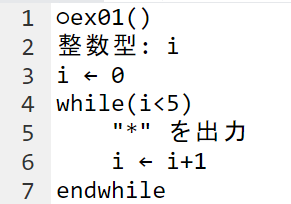 1 ○ex01()
2 整数型: i
3 i ← 0
4 while(i<5)
5     "*" を出力
6     i ← i+1
7 endwhile